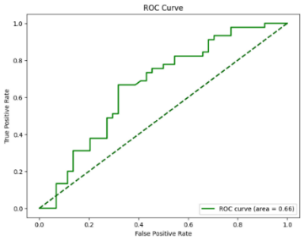 ROC Curve
1.0
0.8
0.6
0.4
0.2
0.0
True Positive Rate
0.0 0.2 0.4 0.6 0.8 1.0
False Positive Rate
ROC curve (area = 0.66)